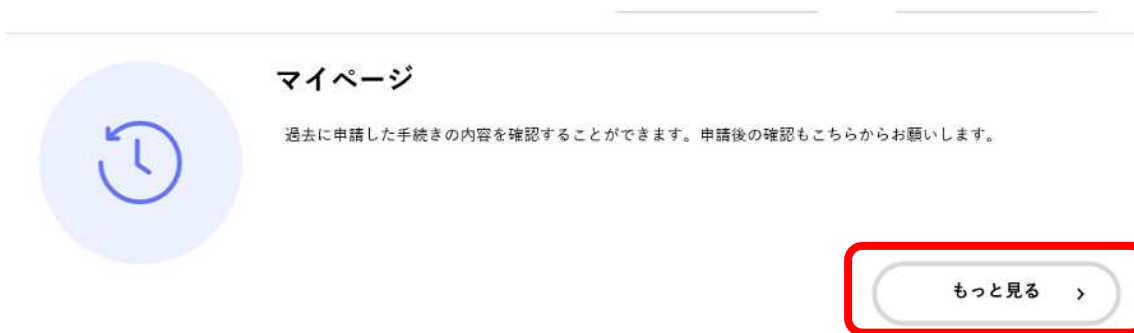 マイページ
過去に申請した手続きの内容を確認することができます。申請後の確認もこちらからお願いします。
もっと見る